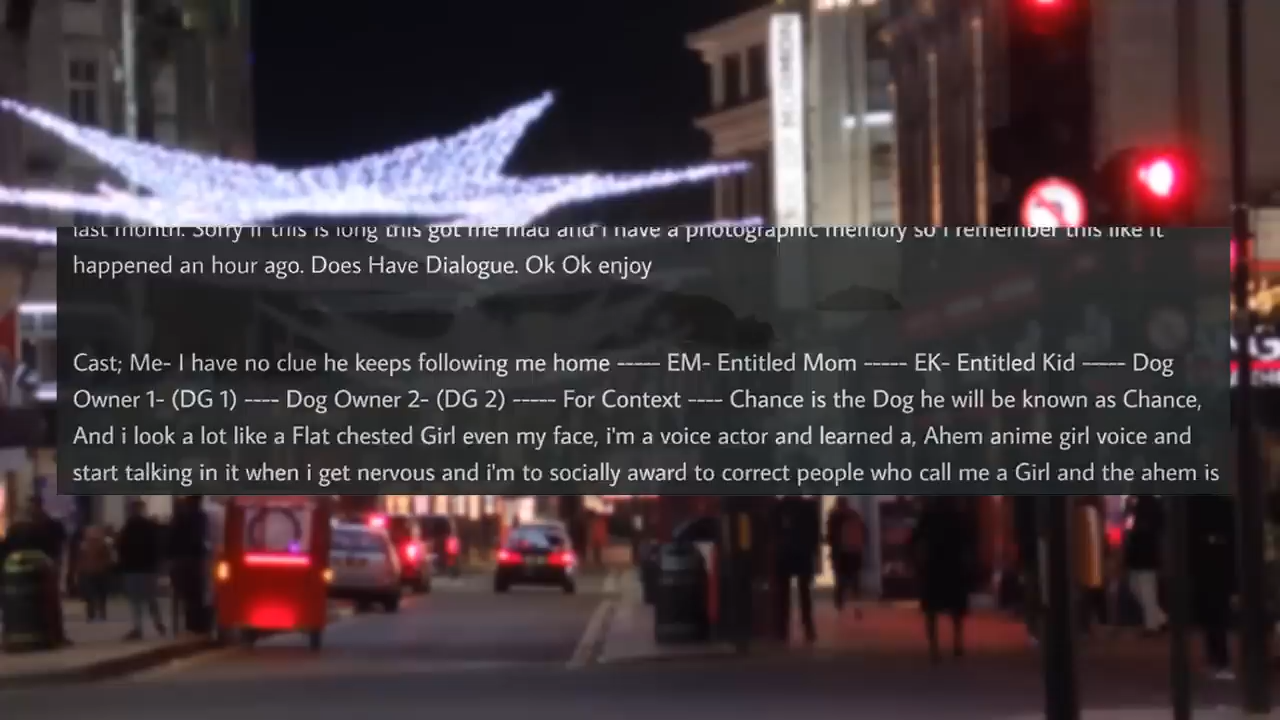 OF MORMON
last month. Sorry if this is long this got me mad and i have a photographic memory so i remember this like it
happened an hour ago. Does Have Dialogue. Ok Ok enjoy
Cast; Me- I have no clue he keeps following me home ----- EM- Entitled Mom ----- EK- Entitled Kid ----- Dog
Owner 1- (DG 1) ---- Dog Owner 2- (DG 2) ----- For Context ---- Chance is the Dog he will be known as Chance,
And i look a lot like a Flat chested Girl even my face, i'm a voice actor and learned a, Ahem anime girl voice and
start talking in it when i get nervous and i'm to socially award to correct people who call me a Girl and the ahem is